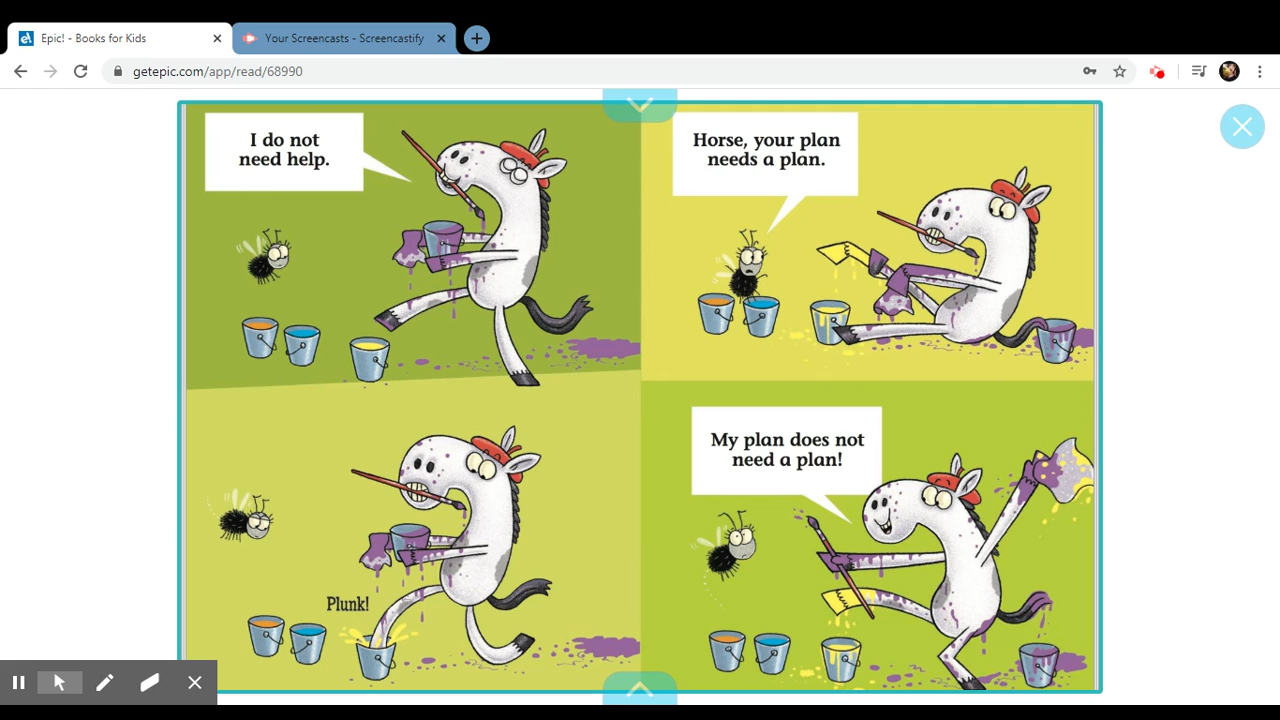 Epic! - Books for Kids
Your Screencasts - Screencastify
getepic.com/app/read/68990
I do not
need help.
Horse, your plan
needs a plan.
Plunk!
My plan does not
need a plan!